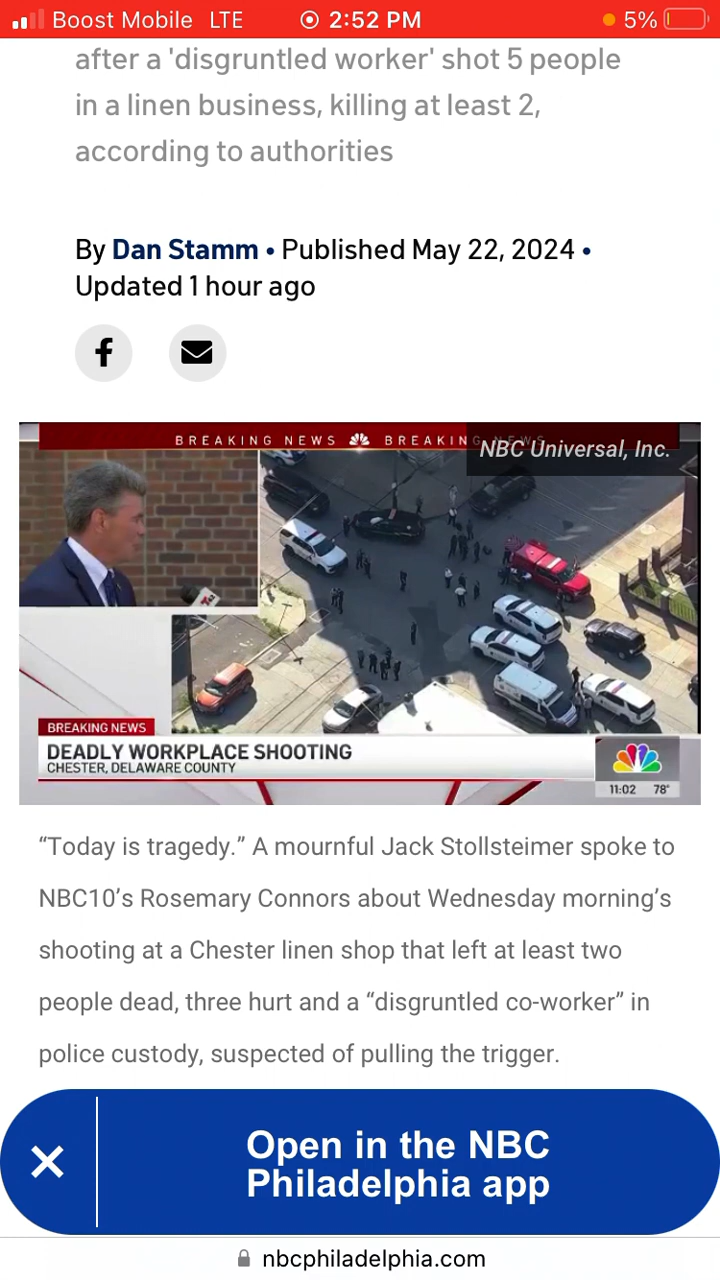 Boost Mobile LTE 2:52 PM 5%
after a 'disgruntled worker' shot 5 people
in a linen business, killing at least 2,
according to authorities
By Dan Stamm • Published May 22, 2024 •
Updated 1 hour ago
BREAKING NEWS BREAKING NEWS
NBC Universal, Inc.
BREAKING NEWS
DEADLY WORKPLACE SHOOTING
CHESTER, DELAWARE COUNTY
11:02 78°
“Today is tragedy.” A mournful Jack Stollsteimer spoke to
NBC10’s Rosemary Connors about Wednesday morning’s
shooting at a Chester linen shop that left at least two
people dead, three hurt and a “disgruntled co-worker” in
police custody, suspected of pulling the trigger.
Open in the NBC
Philadelphia app
nbcphiladelphia.com